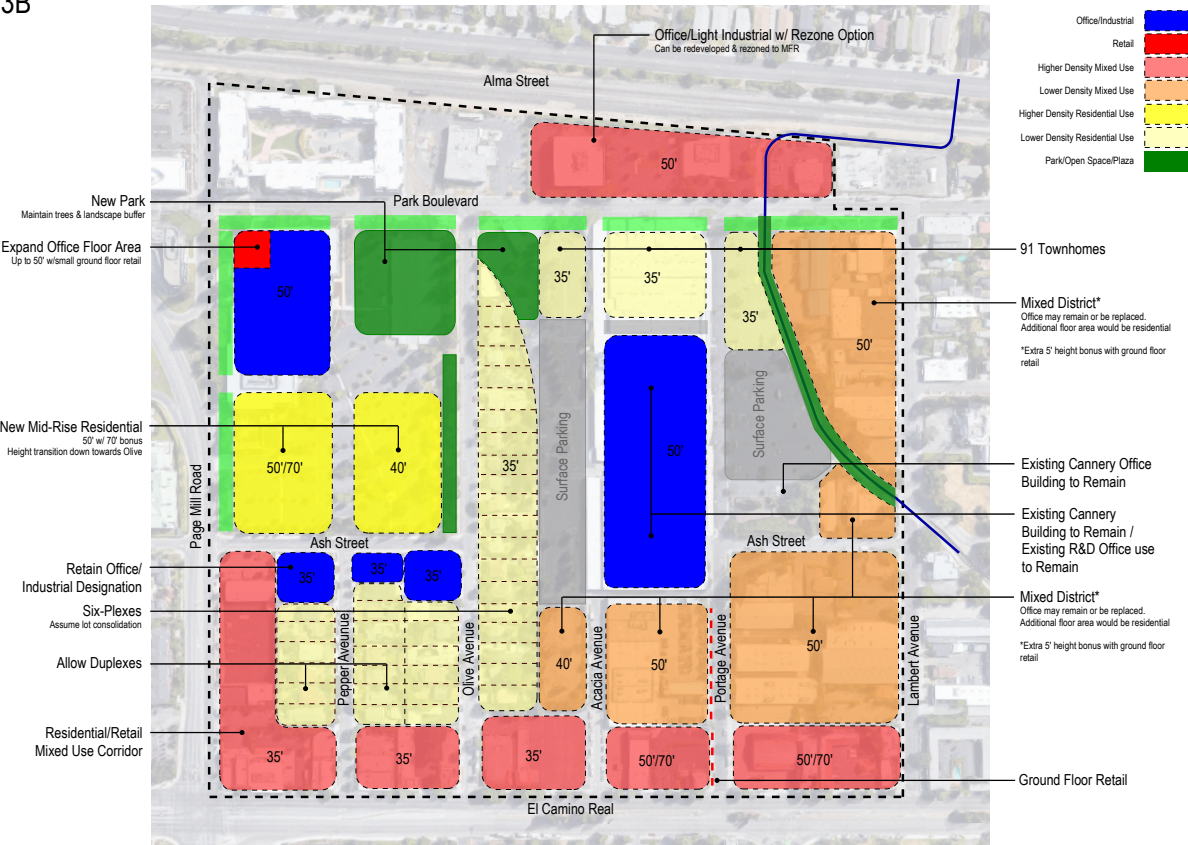 3B
Office/Light Industrial w/ Rezone Option
Can be redeveloped & rezoned to MFR
Office/Industrial
Retail
Higher Density Mixed Use
Lower Density Mixed Use
Higher Density Residential Use
Lower Density Residential Use
Park/Open Space/Plaza
Alma Street
50'
New Park
Maintain trees & landscape buffer
Park Boulevard
Expand Office Floor Area
Up to 50' w/small ground floor retail
50'
35'
35'
35'
50'
91 Townhomes
Mixed District*
Office may remain or be replaced.
Additional floor area would be residential
*Extra 5' height bonus with ground floor
retail
New Mid-Rise Residential
50' w/ 70' bonus
Height transition down towards Olive
50'/70'
40'
35'
Surface Parking
50'
Surface Parking
Existing Cannery Office
Building to Remain
Existing Cannery
Building to Remain /
Existing R&D Office use
to Remain
Page Mill Road
Ash Street
Ash Street
Retain Office/
Industrial Designation
35'
35'
35'
Six-Plexes
Assume lot consolidation
Mixed District*
Office may remain or be replaced.
Additional floor area would be residential
*Extra 5' height bonus with ground floor
retail
Allow Duplexes
Pepper Aveunue
Olive Avenue
40'
Acacia Avenue
50'
Portage Avenue
50'
Lambert Avenue
Residential/Retail
Mixed Use Corridor
35'
35'
35'
50'/70'
50'/70'
Ground Floor Retail
El Camino Real